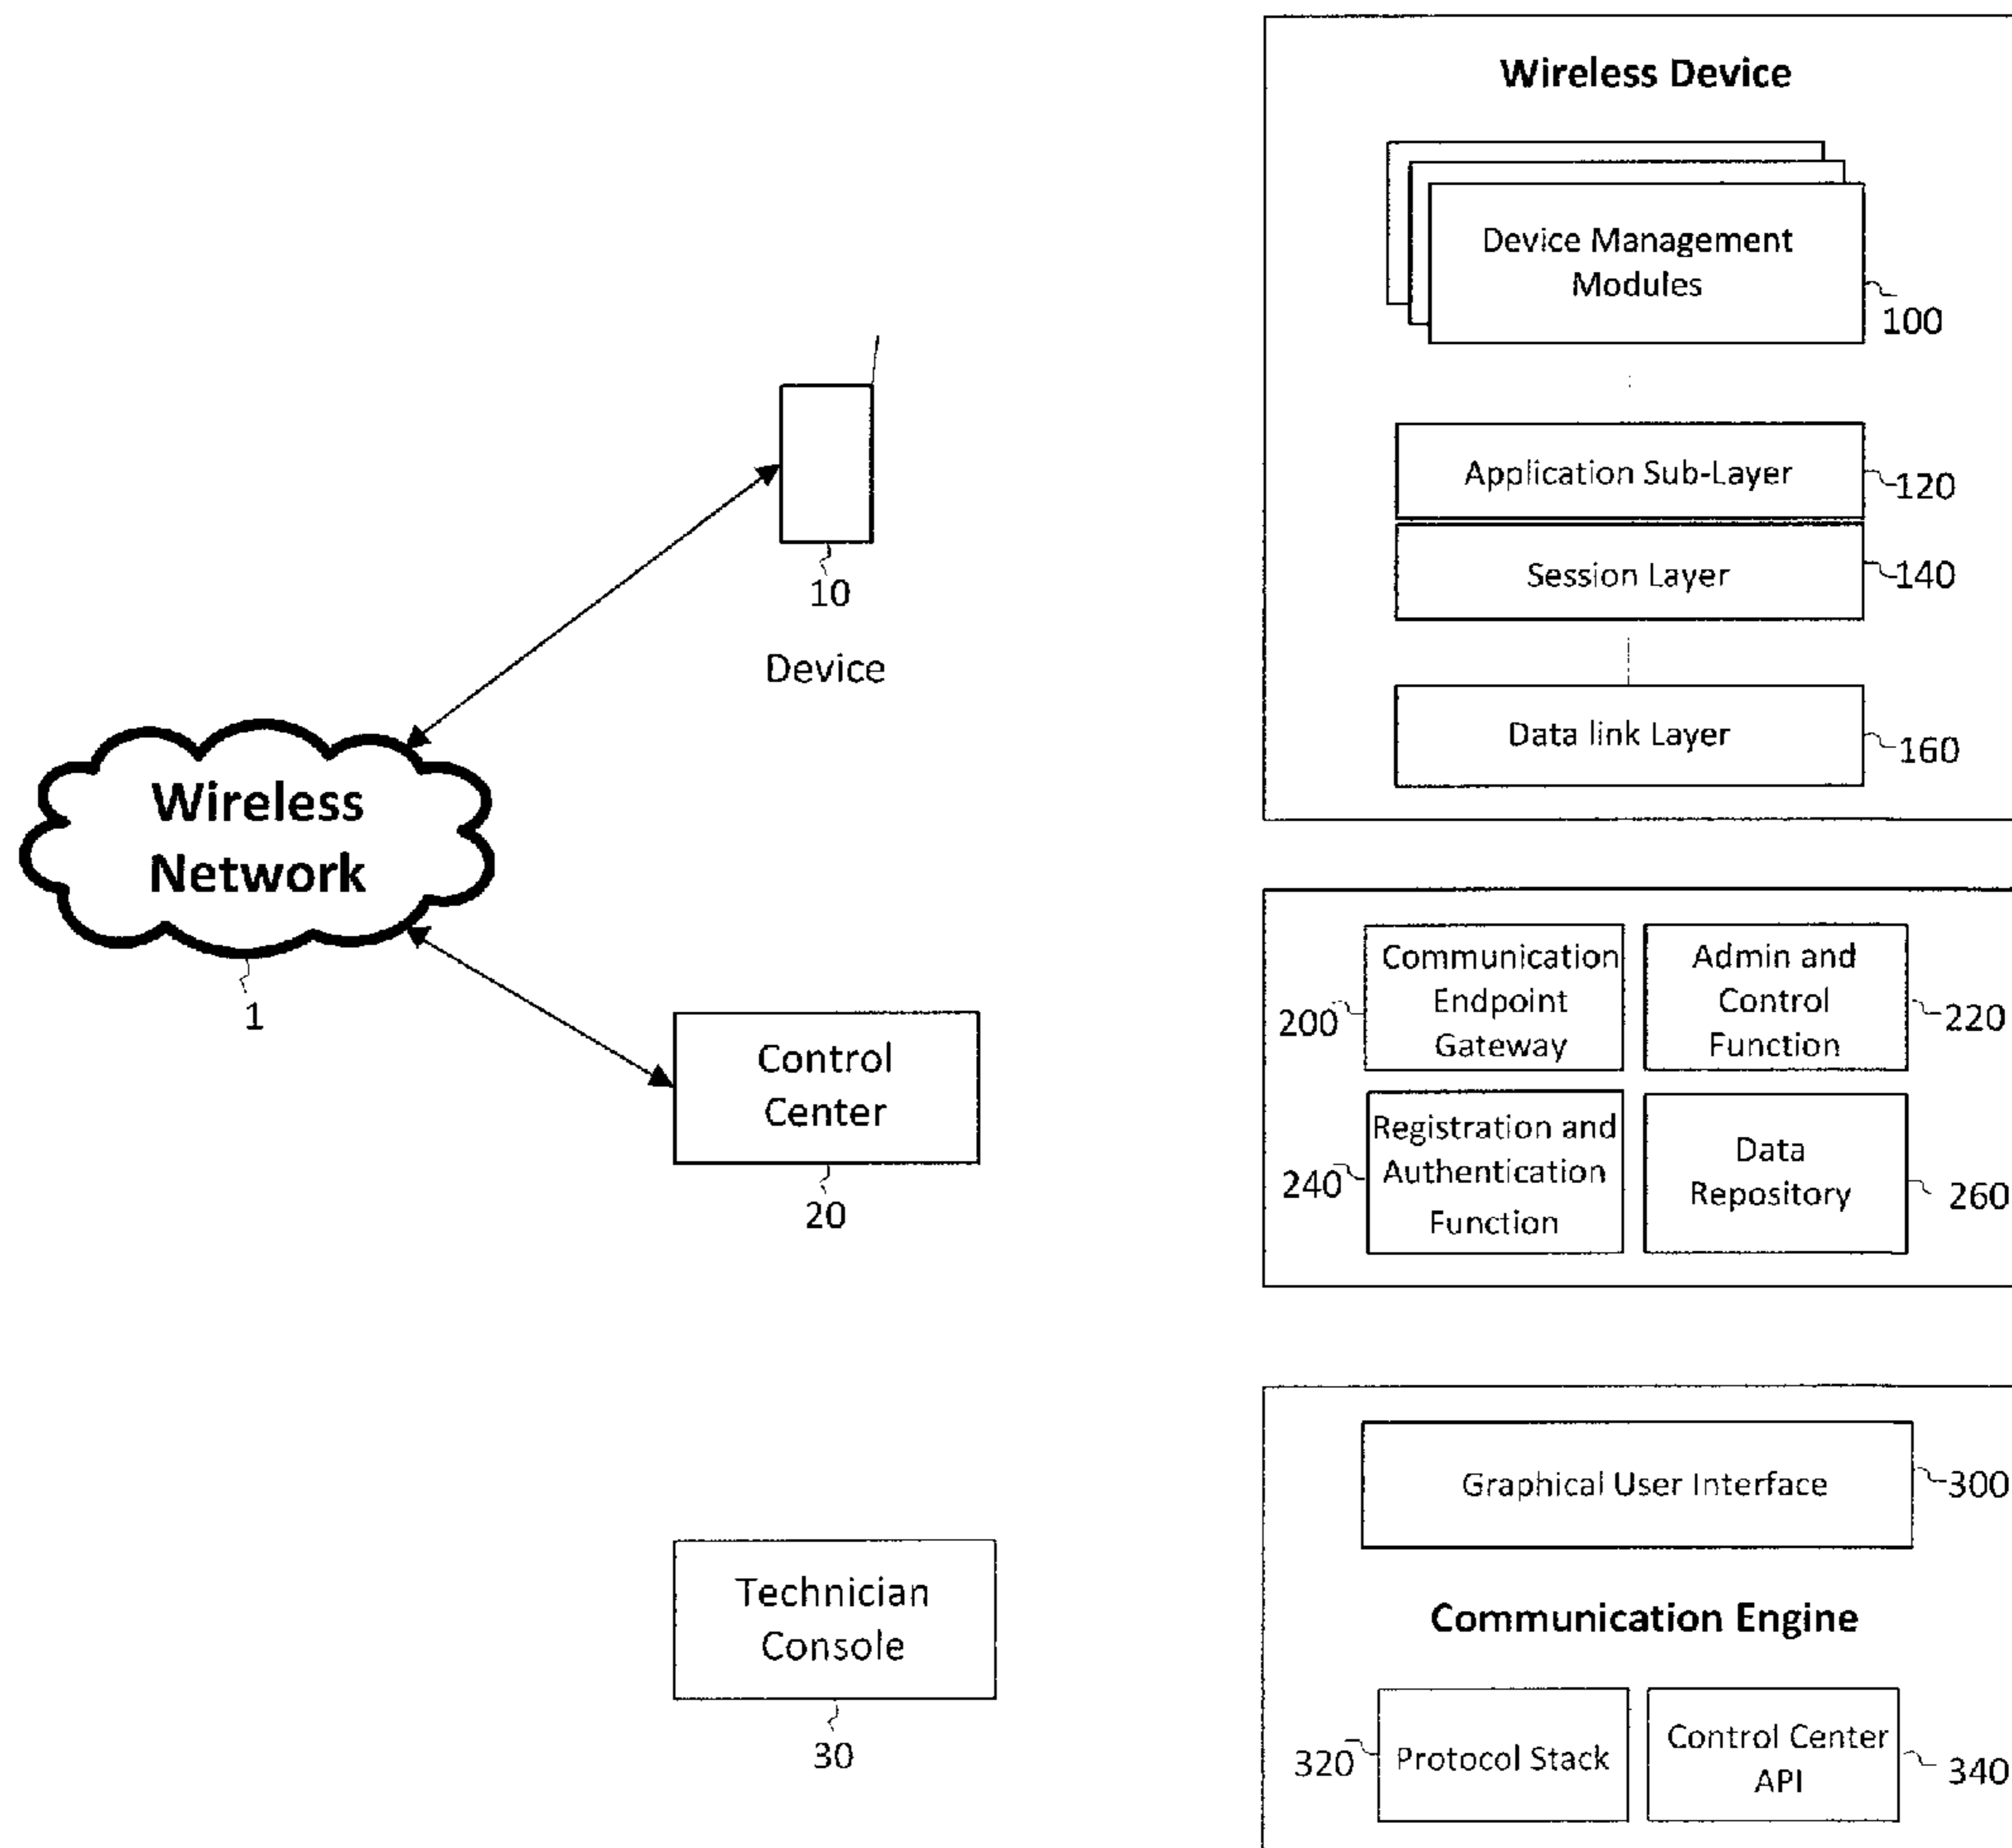 Wireless Device
Device Management
Modules
100
Application Sub-Layer
120
Session Layer
140
Data link Layer
160
10
Device
Wireless
Network
1
Control
Center
20
Communication
Endpoint
Gateway
200
Admin and
Control
Function
220
Registration and
Authentication
Function
240
Data
Repository
260
Technician
Console
30
Graphical User Interface
300
Communication Engine
Protocol Stack
320
Control Center
API
340